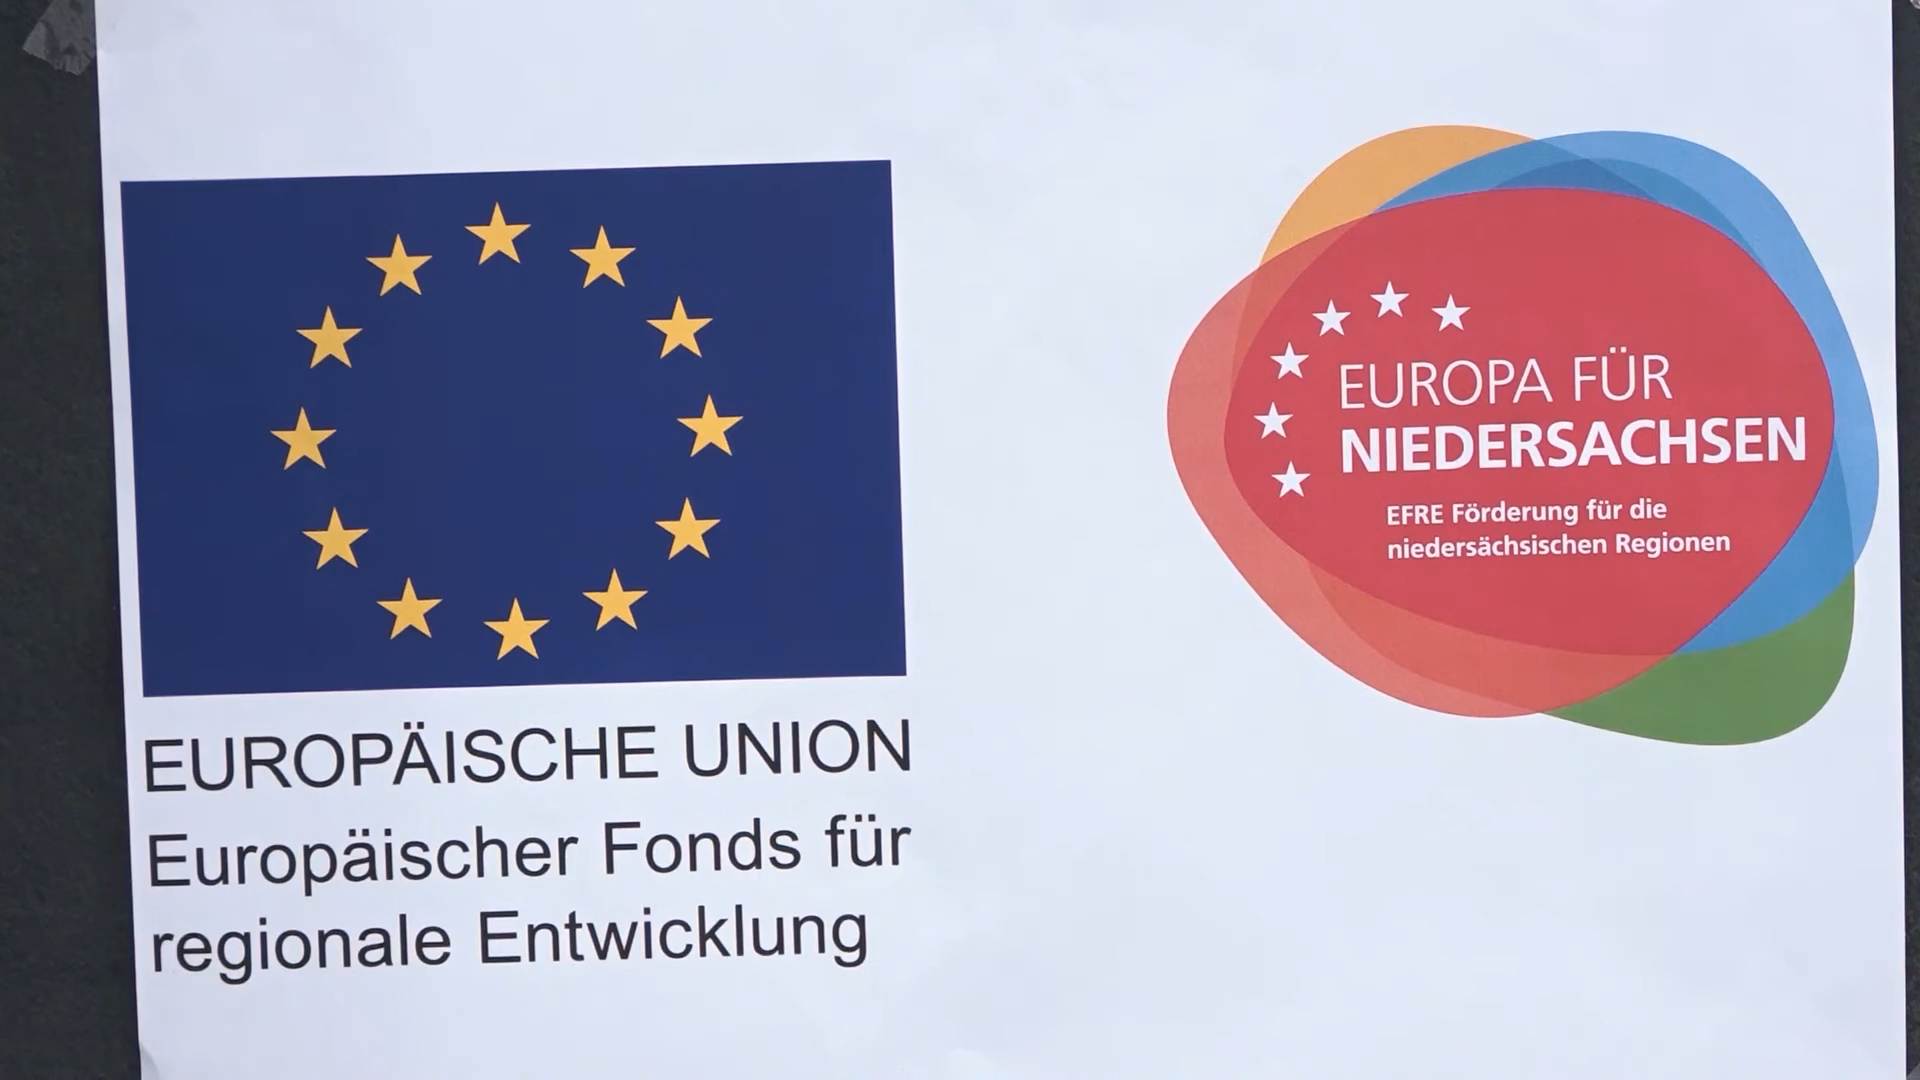 EUROPÄISCHE UNION
Europäischer Fonds für
regionale Entwicklung
EUROPA FÜR
NIEDERSACHSEN
EFRE Förderung für die
niedersächsischen Regionen